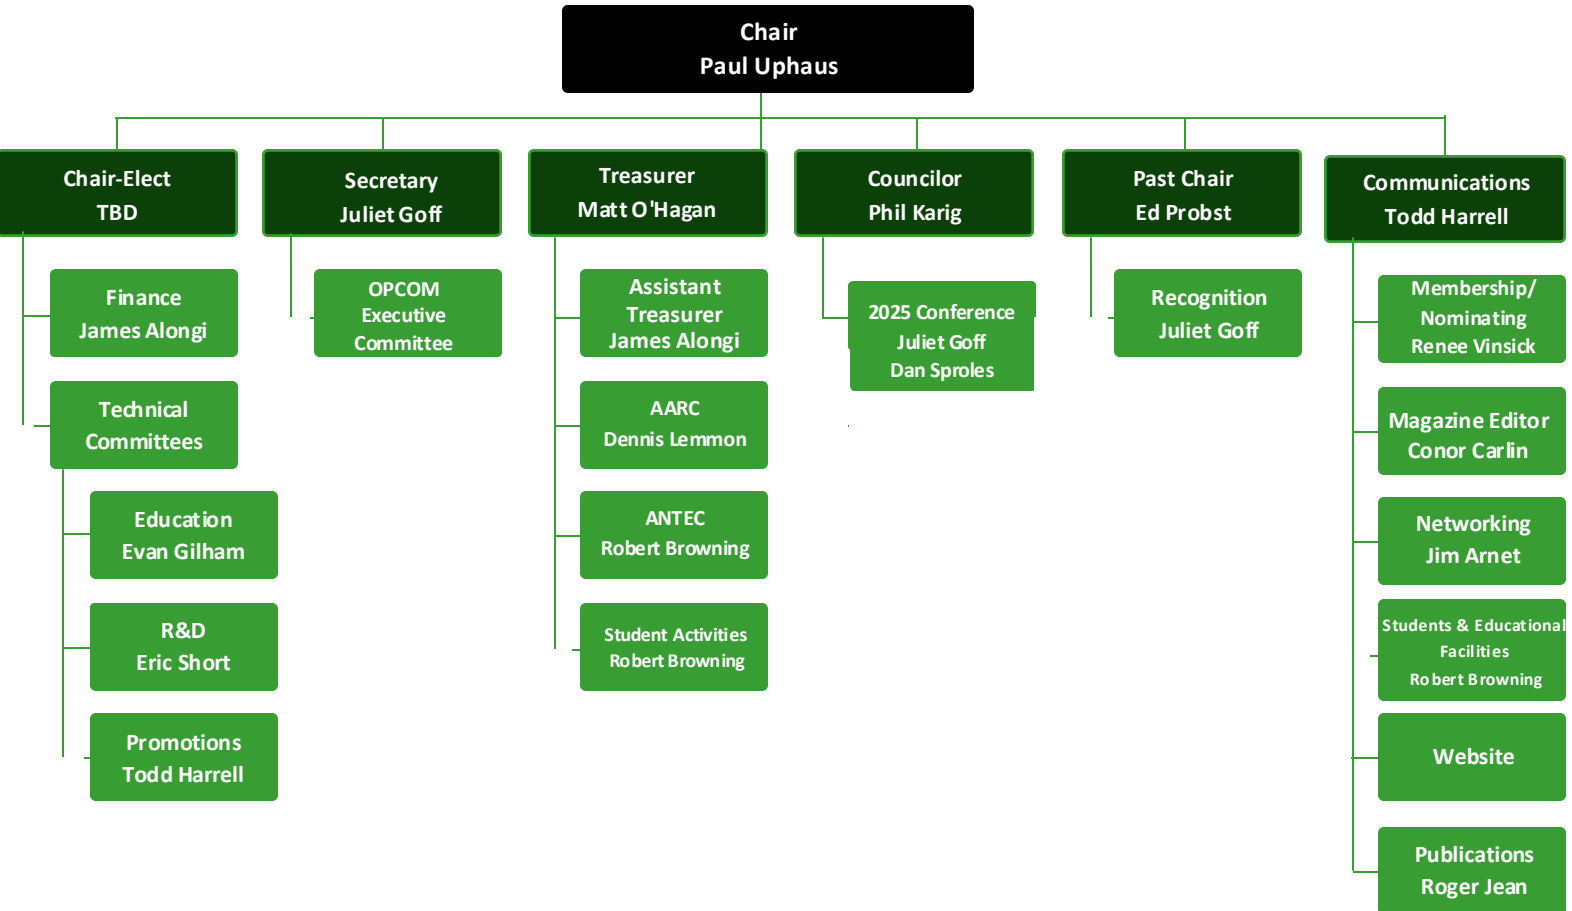 Chair
Paul Uphaus
Chair-Elect
TBD
Secretary
Juliet Goff
Treasurer
Matt O'Hagan
Councilor
Phil Karig
Past Chair
Ed Probst
Communications
Todd Harrell
Finance
James Alongi
Technical
Committees
Education
Evan Gilham
R&D
Eric Short
Promotions
Todd Harrell
OPCOM
Executive
Committee
Assistant
Treasurer
James Alongi
AARC
Dennis Lemmon
ANTEC
Robert Browning
Student Activities
Robert Browning
2025 Conference
Juliet Goff
Dan Sproles
Recognition
Juliet Goff
Membership/
Nominating
Renee Vinsick
Magazine Editor
Conor Carlin
Networking
Jim Arnet
Students & Educational
Facilities
Robert Browning
Website
Publications
Roger Jean